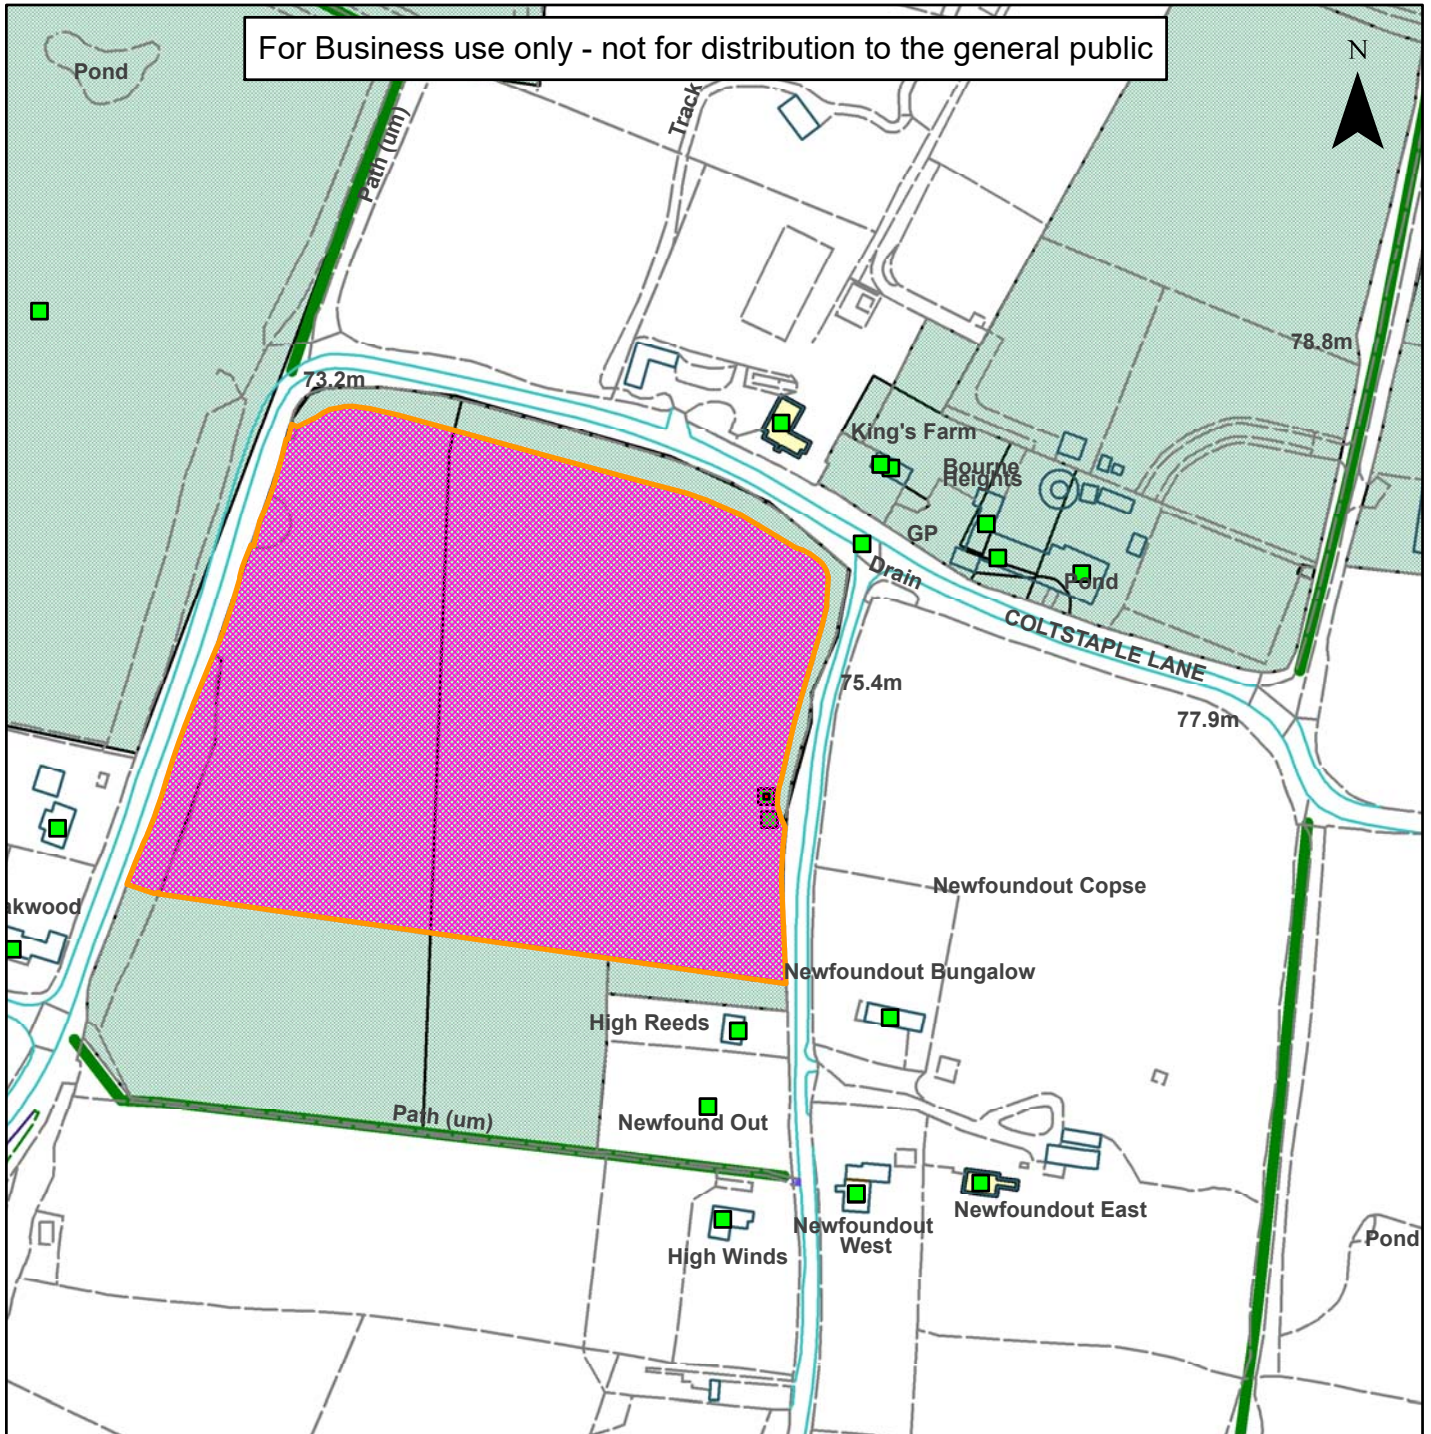 For Business use only - not for distribution to the general public
N
Pond
Track
Path (um)
78.8m
73.2m
King's Farm
Bourne
Heights
GP
Drain
Pond
COLTSTAPLE LANE
75.4m
77.9m
Newfoundout Copse
akwood
Newfoundout Bungalow
High Reeds
Path (um)
Newfound Out
Newfoundout East
Newfoundout
West
Pond
High Winds